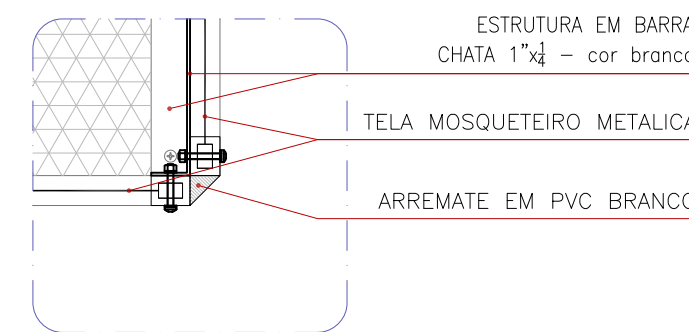 ESTRUTURA EM BARRA
CHATA 1"x1/4 – cor branco
TELA MOSQUETEIRO METALICA
ARREMATE EM PVC BRANCO